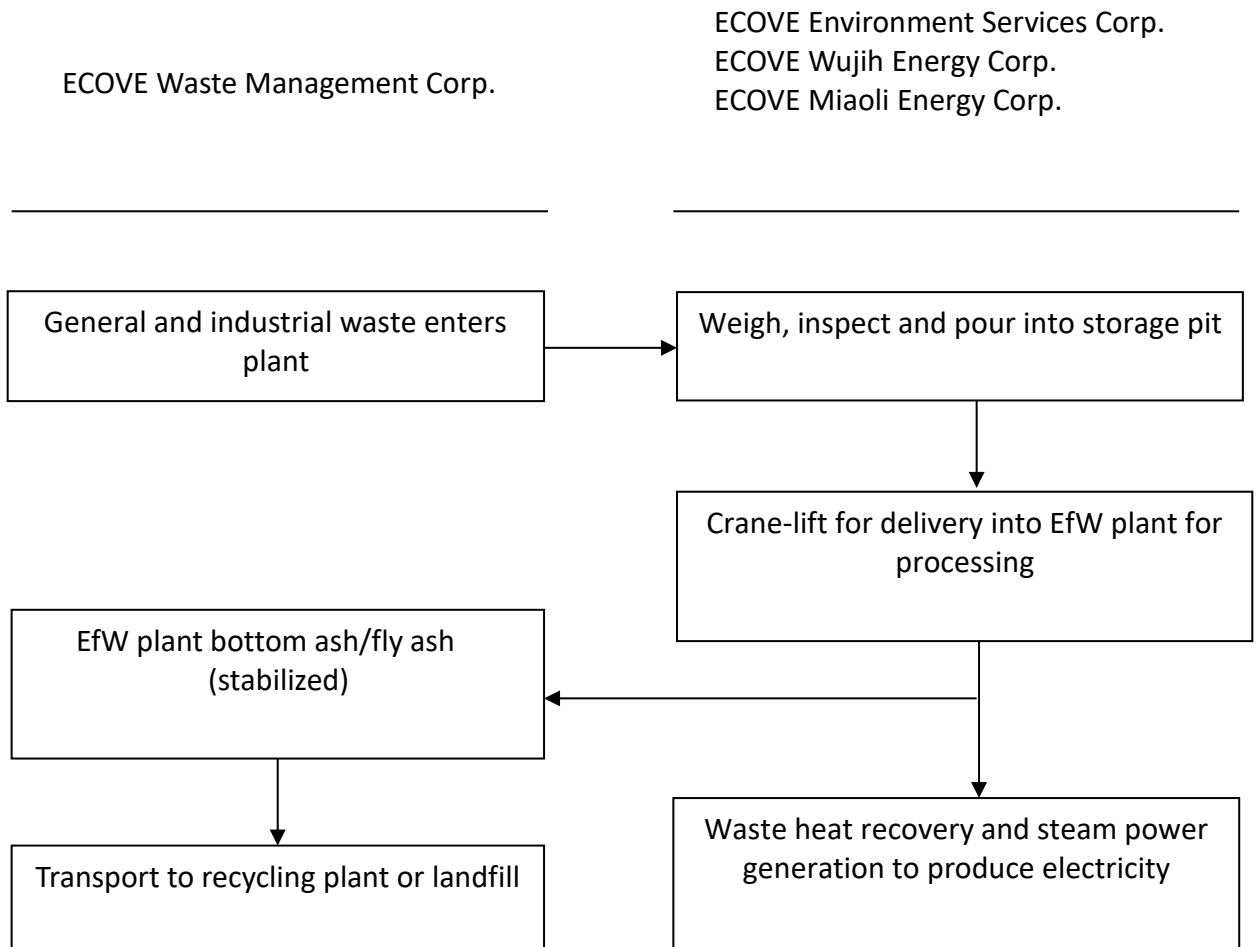 ECOVE Waste Management Corp.
ECOVE Environment Services Corp.
ECOVE Wujih Energy Corp.
ECOVE Miaoli Energy Corp.
General and industrial waste enters
plant
Weigh, inspect and pour into storage pit
Crane-lift for delivery into EfW plant for
processing
EfW plant bottom ash/fly ash
(stabilized)
Waste heat recovery and steam power
generation to produce electricity
Transport to recycling plant or landfill